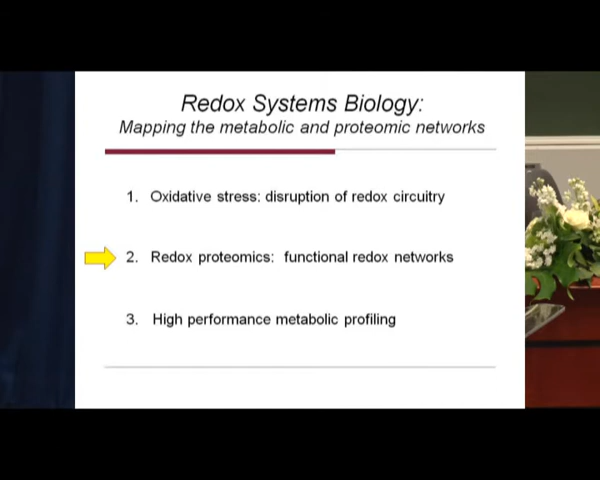 Redox Systems Biology:
Mapping the metabolic and proteomic networks
1. Oxidative stress: disruption of redox circuitry
2. Redox proteomics: functional redox networks
3. High performance metabolic profiling